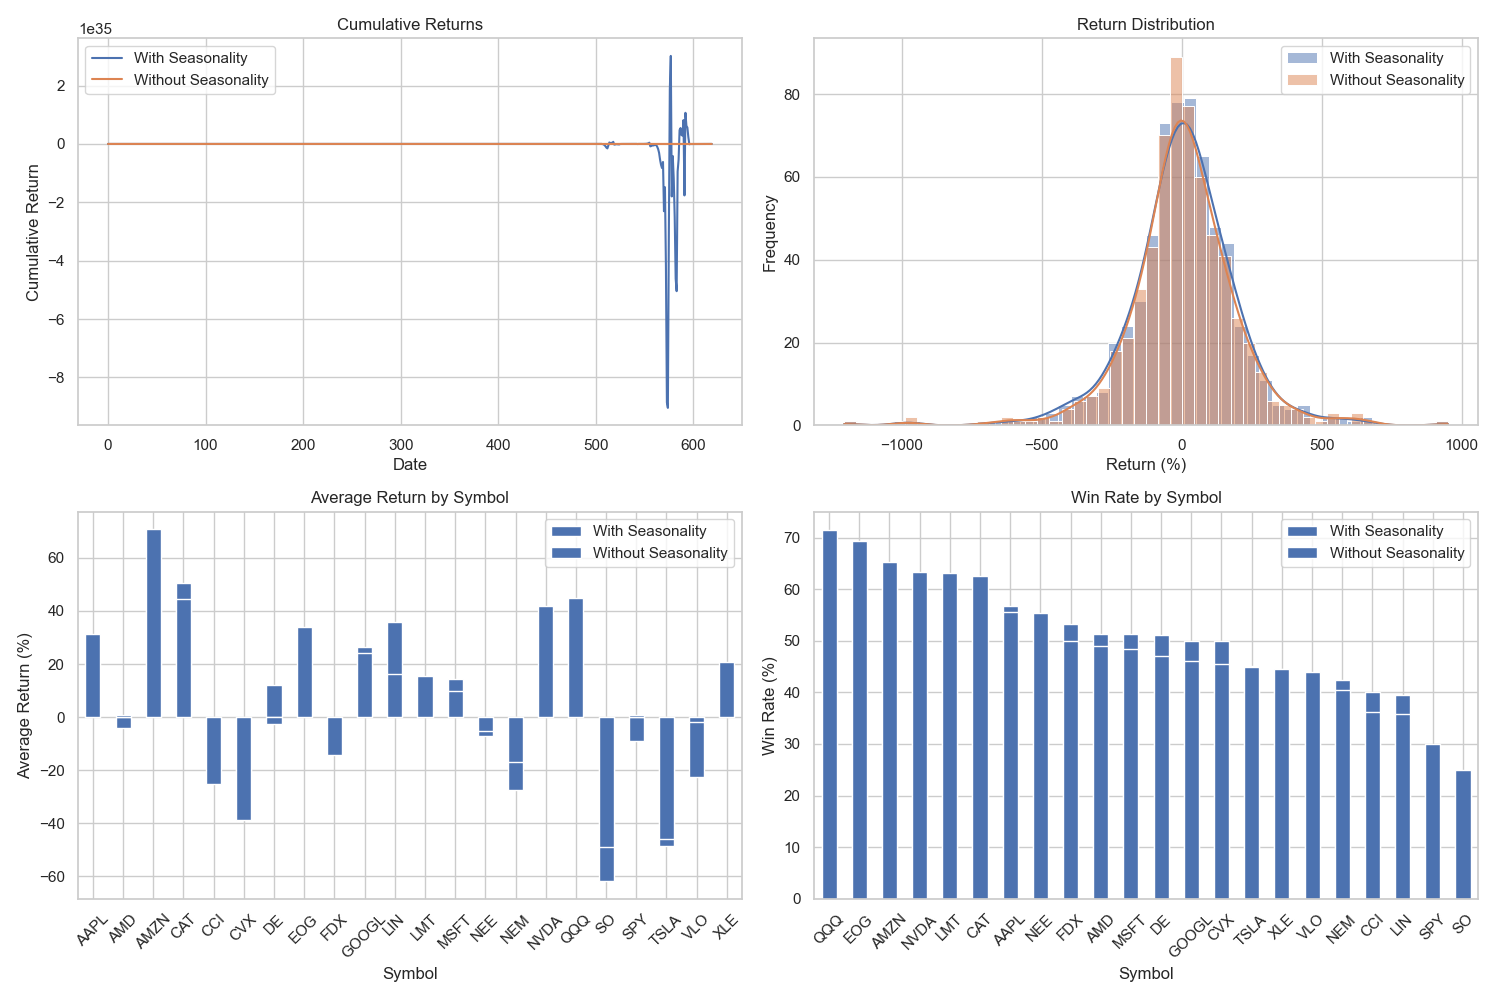 Cumulative Returns
1e35
With Seasonality
Without Seasonality
2
0
−2
−4
−6
−8
Cumulative Return
0 100 200 300 400 500 600
Date
Return Distribution
With Seasonality
Without Seasonality
80
60
40
20
0
Frequency
−1000 −500 0 500 1000
Return (%)
Average Return by Symbol
With Seasonality
Without Seasonality
60
40
20
0
−20
−40
−60
Average Return (%)
AAPL AMD AMZN CAT CCI CVX DE EOG FDX GOOGL LIN LMT MSFT NEE NEM NVDA QQQ SO SPY TSLA VLO XLE
Symbol
Win Rate by Symbol
With Seasonality
Without Seasonality
70
60
50
40
30
20
10
0
Win Rate (%)
QQQ EOG AMZN NVDA LMT CAT AAPL NEE FDX AMD MSFT DE GOOGL CVX TSLA XLE VLO NEM CCI LIN SPY SO
Symbol